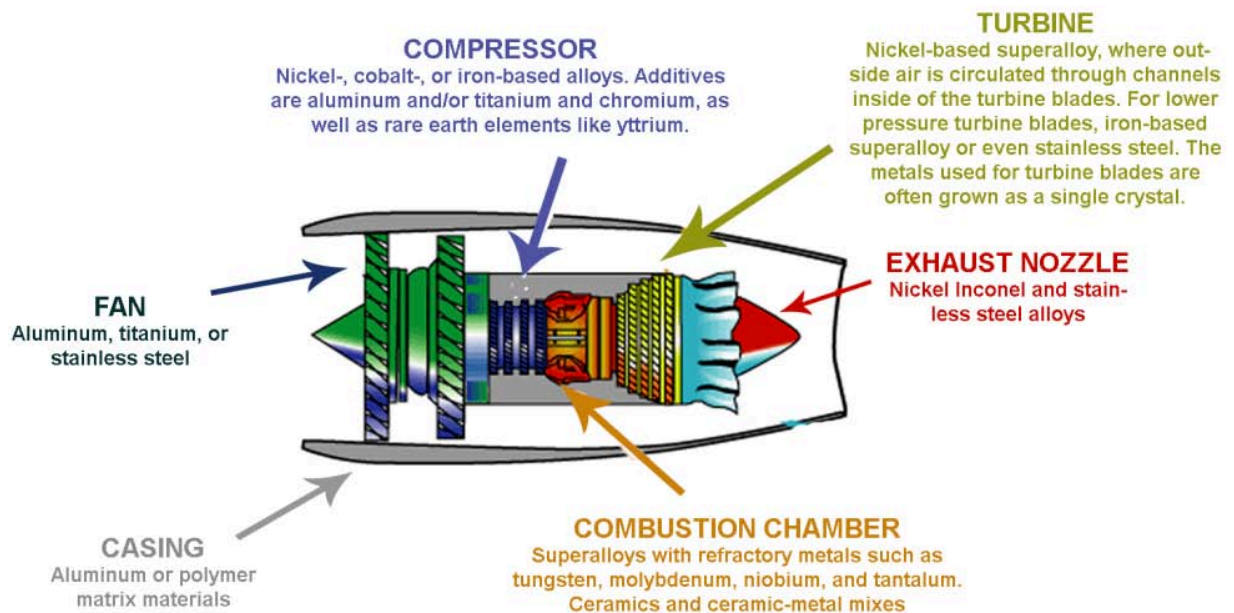 COMPRESSOR
Nickel-, cobalt-, or iron-based alloys. Additives
are aluminum and/or titanium and chromium, as
well as rare earth elements like yttrium.
TURBINE
Nickel-based superalloy, where out-
side air is circulated through channels
inside of the turbine blades. For lower
pressure turbine blades, iron-based
superalloy or even stainless steel. The
metals used for turbine blades are
often grown as a single crystal.
FAN
Aluminum, titanium, or
stainless steel
EXHAUST NOZZLE
Nickel Inconel and stain-
less steel alloys
CASING
Aluminum or polymer
matrix materials
COMBUSTION CHAMBER
Superalloys with refractory metals such as
tungsten, molybdenum, niobium, and tantalum.
Ceramics and ceramic-metal mixes